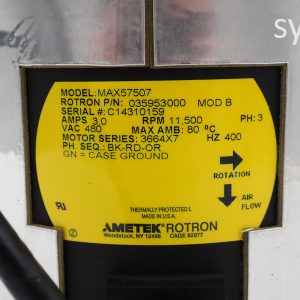 sy
MODEL:MAX57507
ROTRON P/N: 035953000 MOD B
SERIAL #: C14310159
AMPS 3.0 RPM 11,500 PH: 3
VAC 480 MAX AMB: 80 °C
MOTOR SERIES: 3664X7 HZ 400
PH. SEQ.: BK-RD-OR
GN = CASE GROUND
ROTATION
AIR
FLOW
THERMALLY PROTECTED L
MADE IN U.S.A.
AMETEK ROTRON
Woodstock, NY 12498 CAGE 82877